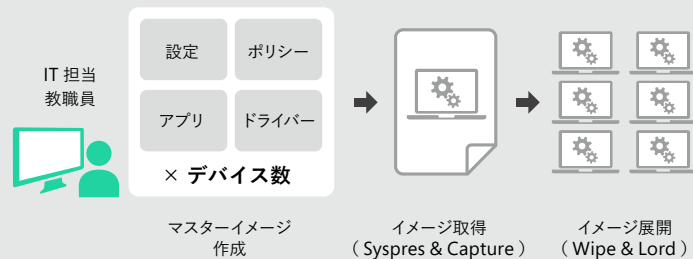 IT 担当
教職員
設定
ポリシー
アプリ
ドライバー
× デバイス数
マスターイメージ
作成
イメージ取得
( Syspres & Capture )
イメージ展開
( Wipe & Lord )